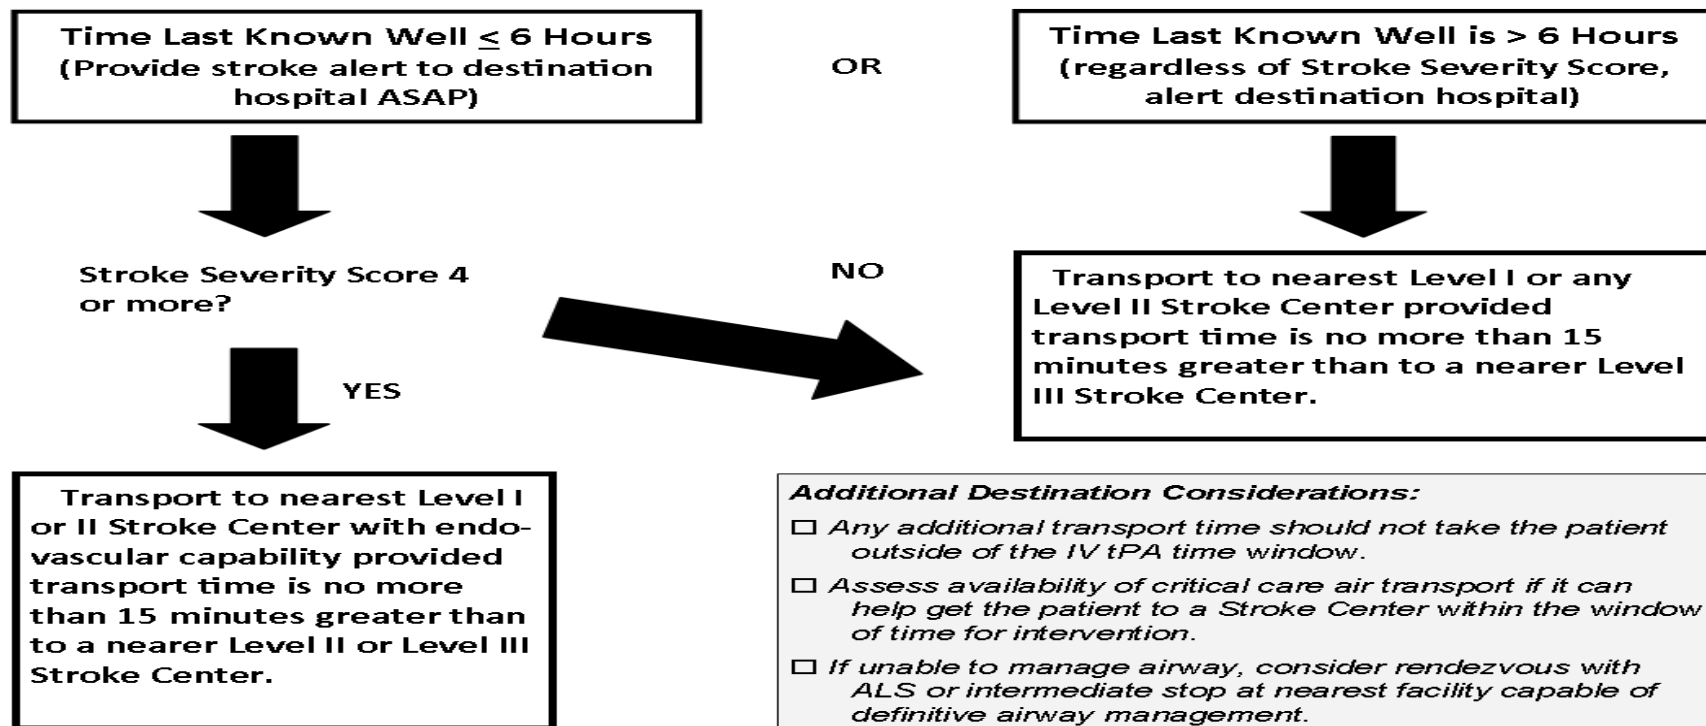 Time Last Known Well ≤ 6 Hours
(Provide stroke alert to destination
hospital ASAP)
OR
Time Last Known Well is > 6 Hours
(regardless of Stroke Severity Score,
alert destination hospital)
Stroke Severity Score 4
or more?
NO
YES
Transport to nearest Level I or any
Level II Stroke Center provided
transport time is no more than 15
minutes greater than to a nearer Level
III Stroke Center.
Transport to nearest Level I
or II Stroke Center with endo-
vascular capability provided
transport time is no more
than 15 minutes greater than
to a nearer Level II or Level III
Stroke Center.
Additional Destination Considerations:
□ Any additional transport time should not take the patient
outside of the IV tPA time window.
□ Assess availability of critical care air transport if it can
help get the patient to a Stroke Center within the window
of time for intervention.
□ If unable to manage airway, consider rendezvous with
ALS or intermediate stop at nearest facility capable of
definitive airway management.